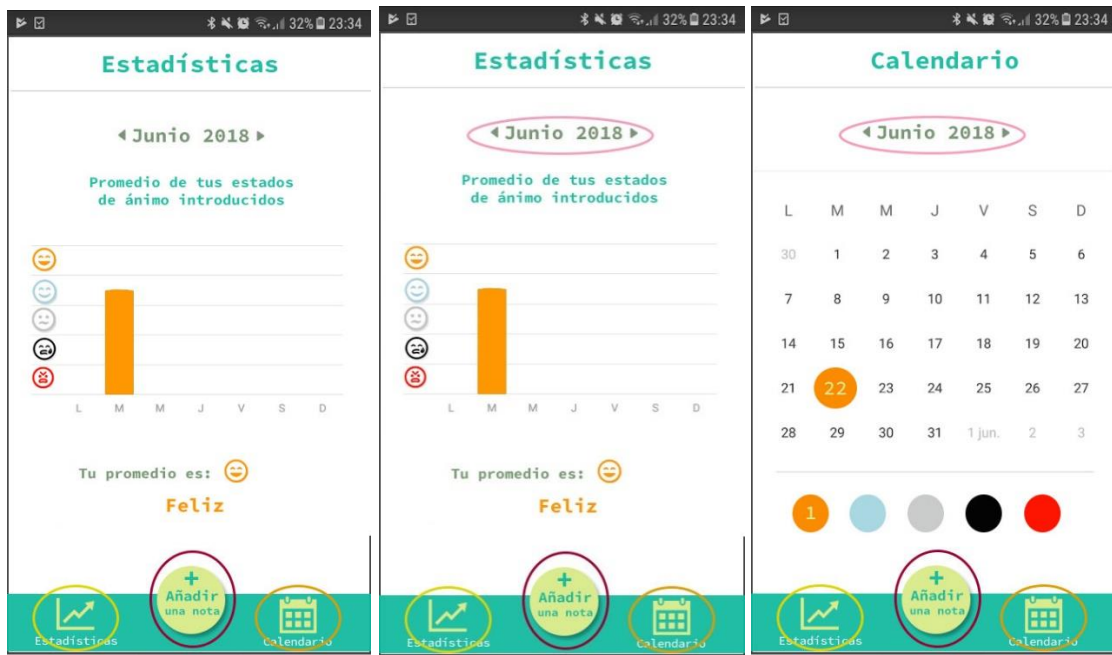 32% 23:34
Estadísticas
Junio 2018
Promedio de tus estados
de ánimo introducidos
L M M J V S D
Tu promedio es:
Feliz
+
Añadir
una nota
Estadísticas
Calendario
32% 23:34
Estadísticas
Junio 2018
Promedio de tus estados
de ánimo introducidos
L M M J V S D
Tu promedio es:
Feliz
+
Añadir
una nota
Estadísticas
Calendario
32% 23:34
Calendario
Junio 2018
L M M J V S D
30 1 2 3 4 5 6
7 8 9 10 11 12 13
14 15 16 17 18 19 20
21 22 23 24 25 26 27
28 29 30 31 1 jun. 2 3
1
+
Añadir
una nota
Estadísticas
Calendario